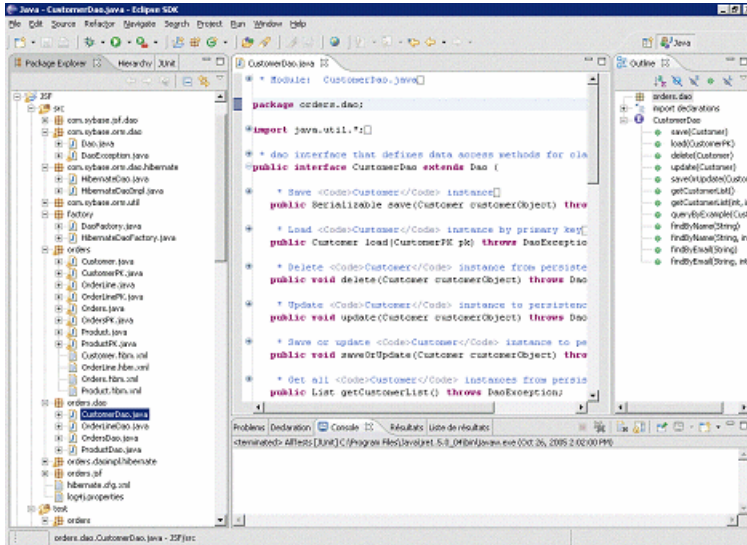 Java - CustomerDao.java - Eclipse SDK
File Edit Source Refactor Navigate Search Project Run Window Help
Java
Package Explorer Hierarchy JUnit
JSF
src
com.sybase.jsf.dao
com.sybase.orm.dao
Dao.java
DaoException.java
com.sybase.orm.dao.hibernate
HibernateDao.java
HibernateDaoImpl.java
com.sybase.orm.util
factory
DaoFactory.java
HibernateDaoFactory.java
orders
Customer.java
CustomerPK.java
OrderLine.java
OrderLinePK.java
Orders.java
OrdersPK.java
Product.java
ProductPK.java
Customer.hbm.xml
OrderLine.hbm.xml
Orders.hbm.xml
Product.hbm.xml
orders.dao
CustomerDao.java
OrderLineDao.java
OrdersDao.java
ProductDao.java
orders.daoimpl.hibernate
orders.jsf
hibernate.cfg.xml
log4j.properties
test
orders
CustomerDao.java
* Module: CustomerDao.java
package orders.dao;
import java.util.*;
* dao interface that defines data access methods for cla
public interface CustomerDao extends Dao {
* Save <Code>Customer</Code> instance
public Serializable save(Customer customerObject) thro
* Load <Code>Customer</Code> instance by primary key
public Customer load(CustomerPK pk) throws DaoExceptio
* Delete <Code>Customer</Code> instance from persiste
public void delete(Customer customerObject) throws Dao
* Update <Code>Customer</Code> instance to persistenc
public void update(Customer customerObject) throws Dao
* Save or update <Code>Customer</Code> instance to pe
public void saveOrUpdate(Customer customerObject) thro
* Get all <Code>Customer</Code> instances from persis
public List getCustomerList() throws DaoException;
Outline
orders.dao
import declarations
CustomerDao
save(Customer)
load(CustomerPK)
delete(Customer)
update(Customer)
saveOrUpdate(Custo
getCustomerList()
getCustomerList(int, i
queryByExample(Cus
findByName(String)
findByName(String, in
findByEmail(String)
findByEmail(String, int
Problems Declaration Console Résultats Liste de résultats
<terminated> AllTests [JUnit] C:\Program Files\Java\jre1.5.0_04\bin\javaw.exe (Oct 26, 2005 2:02:00 PM)
orders.dao.CustomerDao.java - JSF/src